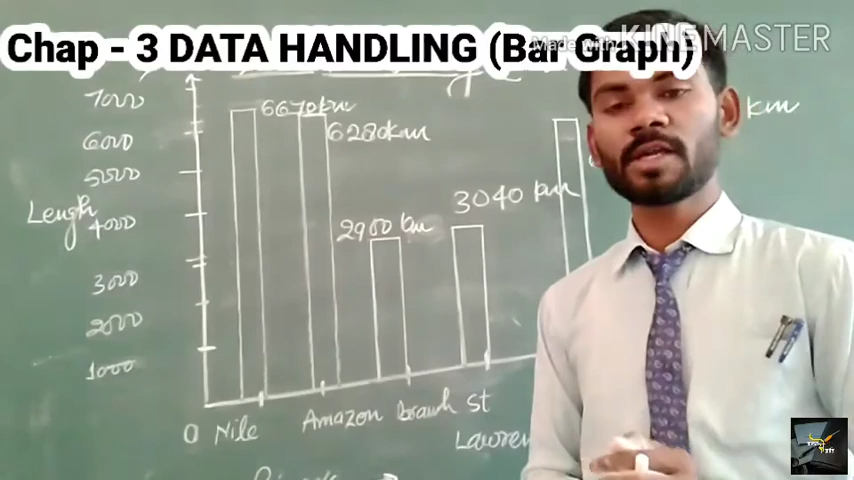 Chap - 3 DATA HANDLING (Bar Graph)
Made with KINEMASTER
7000
6670km
km
6000
6280km
5000
Lengh
4000
2900 km
3040 km
3000
2000
1000
0 Nile Amazon St
Lawren